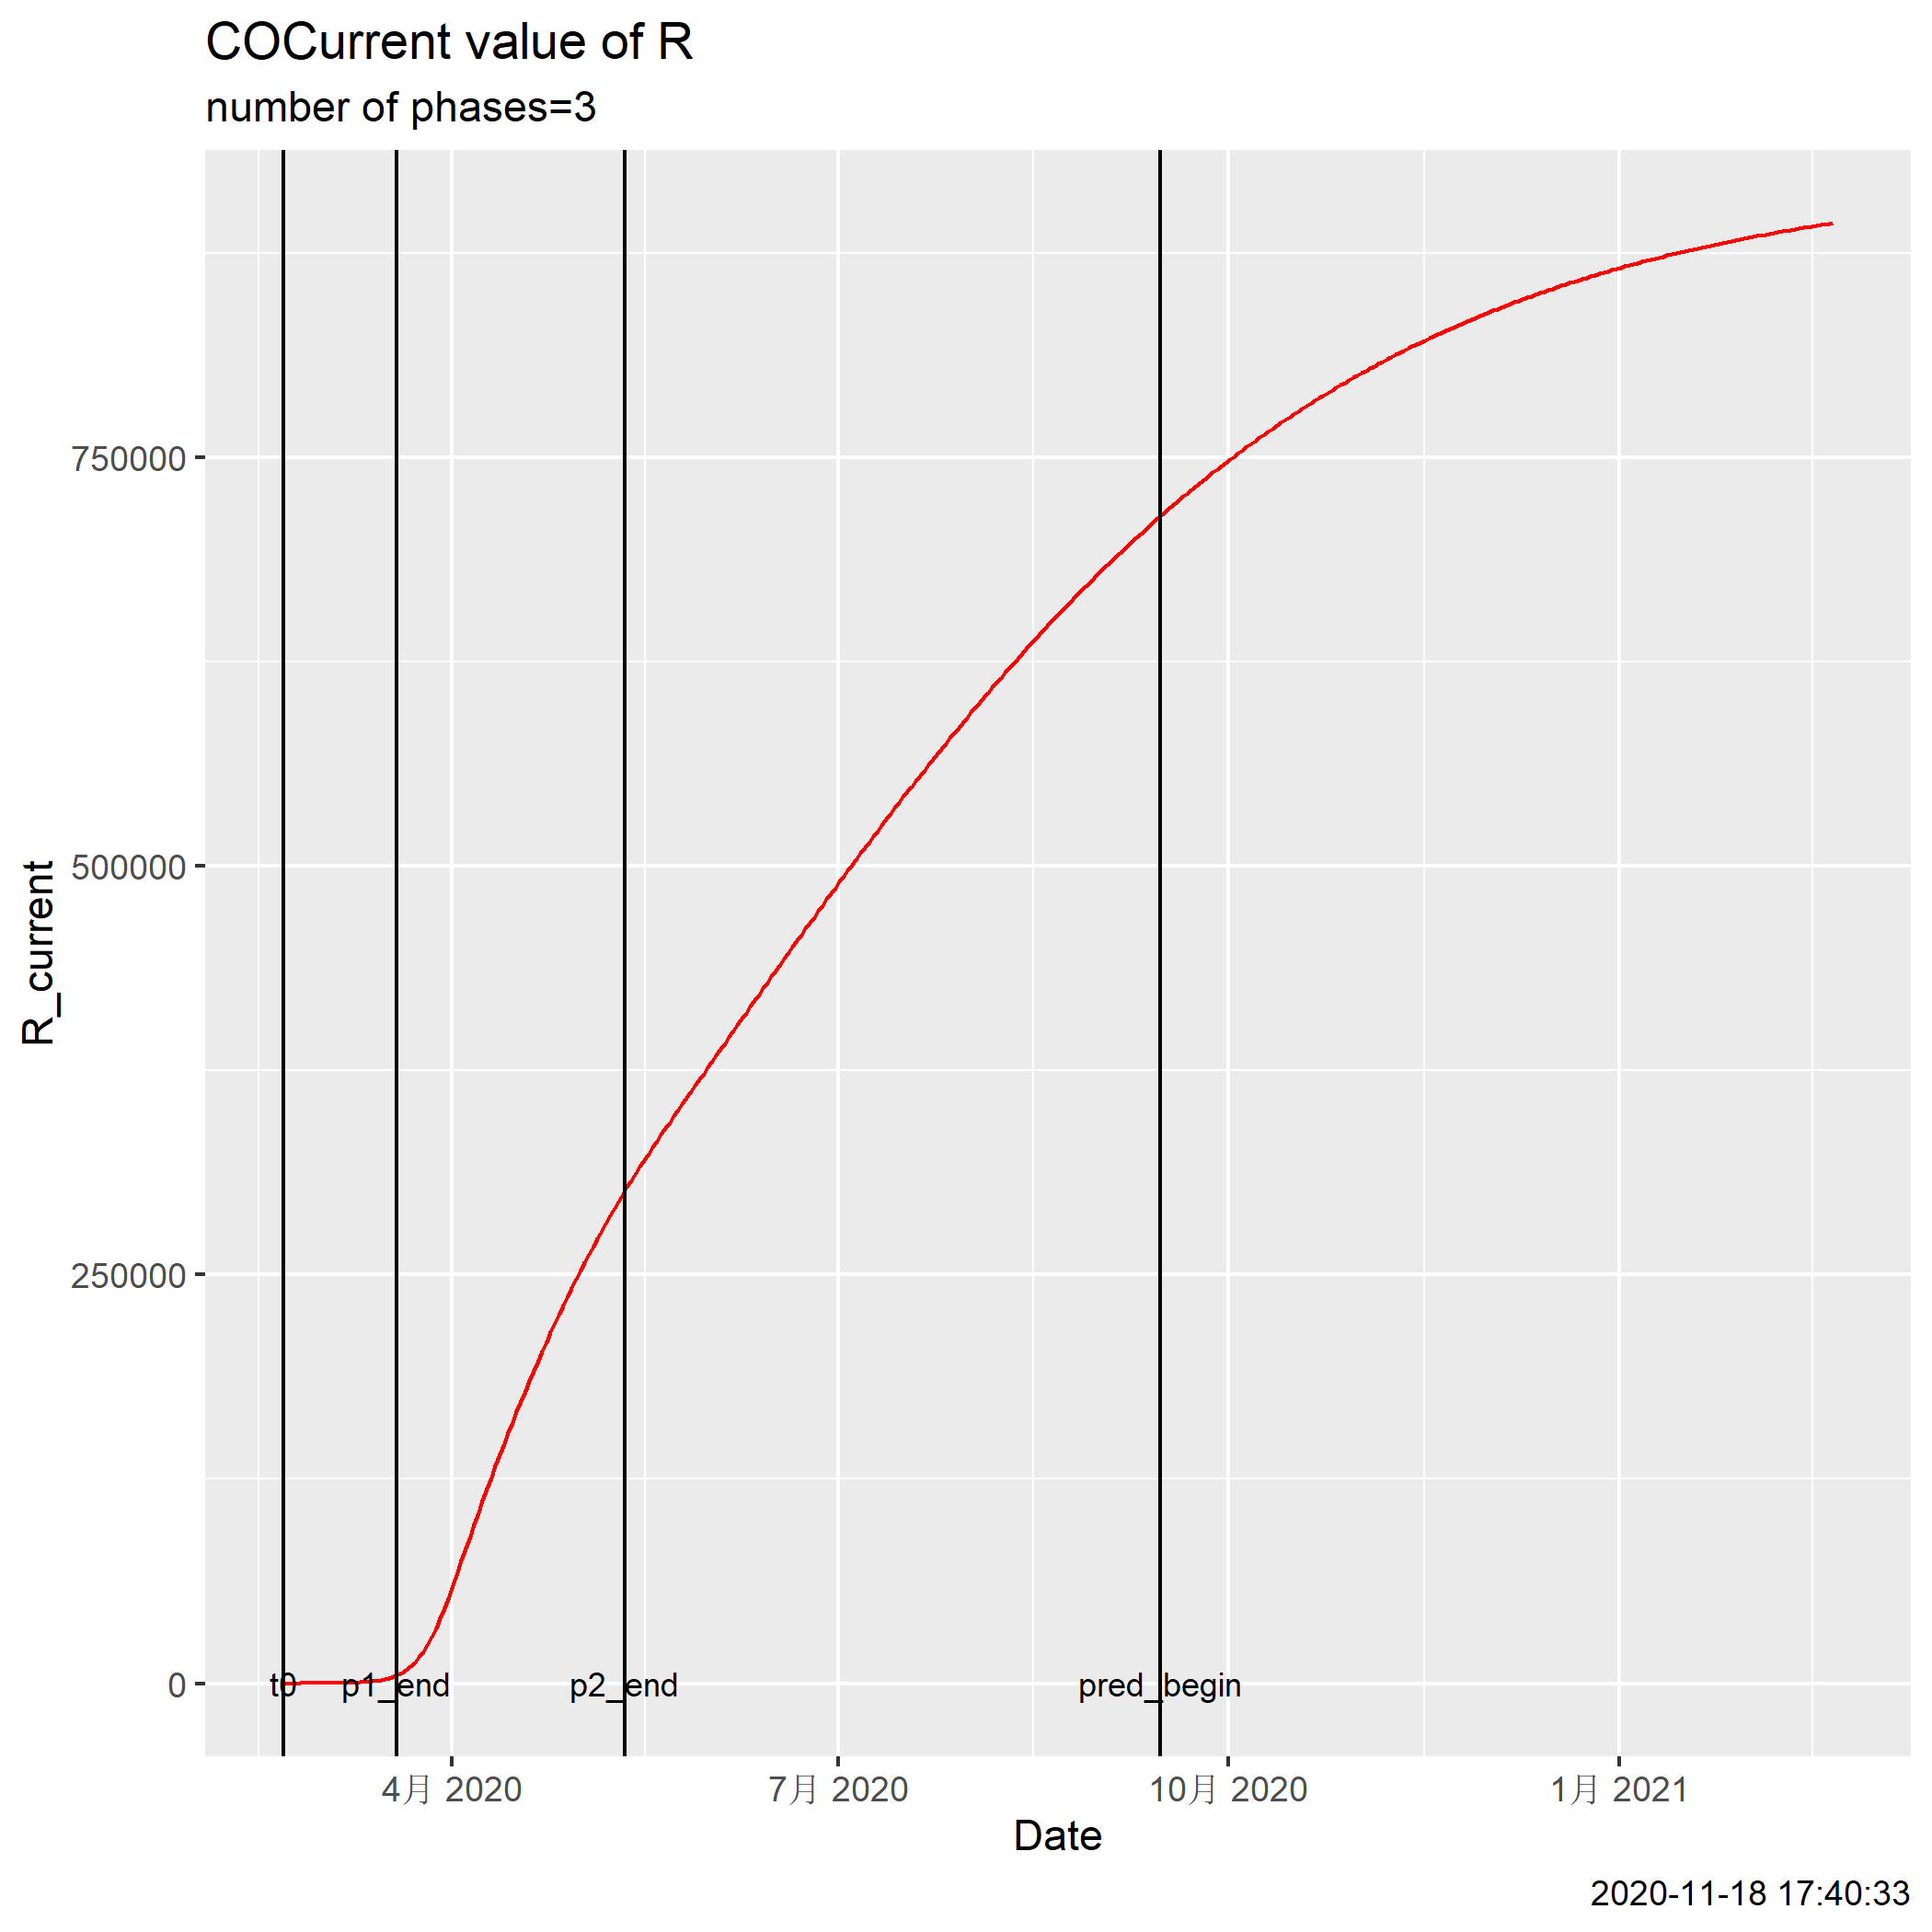 COCurrent value of R
number of phases=3
R_current
750000
500000
250000
0
t0 p1_end p2_end pred_begin
4月 2020 7月 2020 10月 2020 1月 2021
Date
2020-11-18 17:40:33